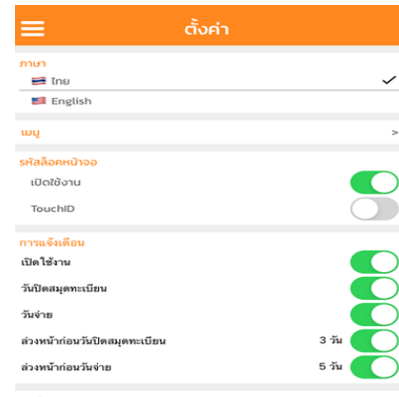 ตั้งค่า
ภาษา
ไทย
English
เมนู >
รหัสล็อคหน้าจอ
เปิดใช้งาน
TouchID
การแจ้งเตือน
เปิดใช้งาน
วันปิดสมุดทะเบียน
วันจ่าย
ล่วงหน้าก่อนวันปิดสมุดทะเบียน 3 วัน
ล่วงหน้าก่อนวันจ่าย 5 วัน